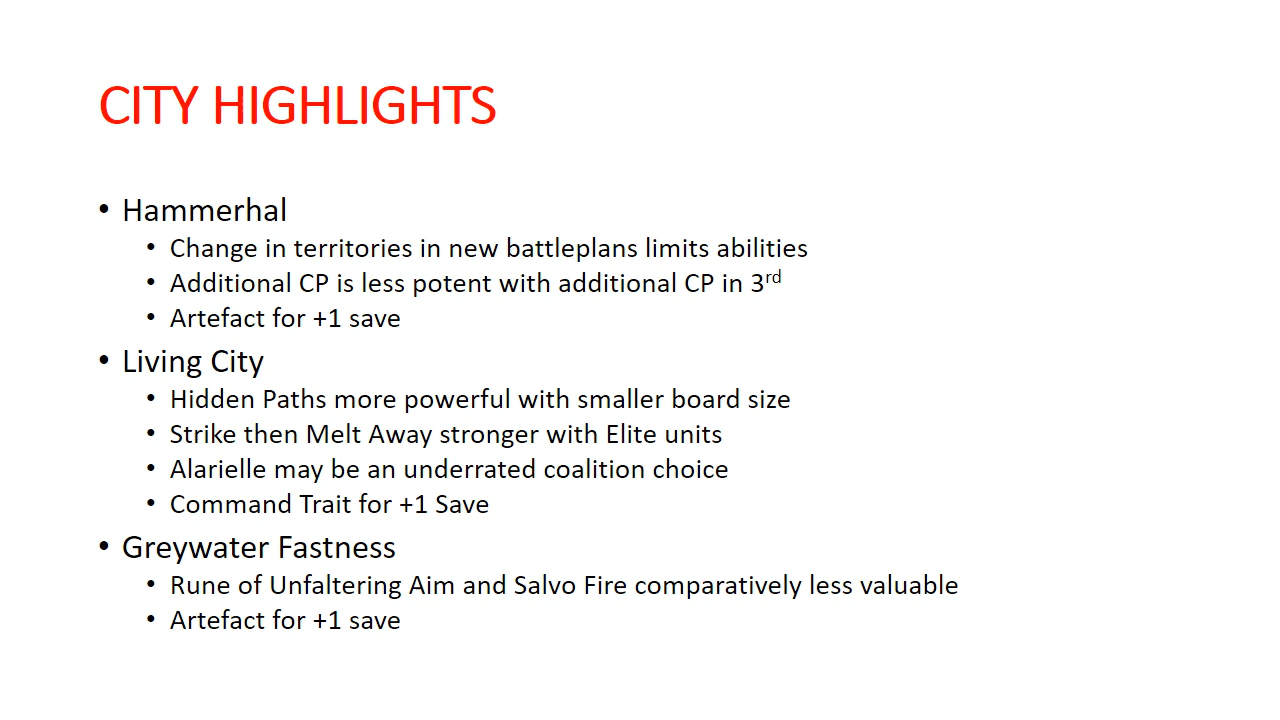 CITY HIGHLIGHTS
• Hammerhal
• Change in territories in new battleplans limits abilities
• Additional CP is less potent with additional CP in 3rd
• Artefact for +1 save
• Living City
• Hidden Paths more powerful with smaller board size
• Strike then Melt Away stronger with Elite units
• Alarielle may be an underrated coalition choice
• Command Trait for +1 Save
• Greywater Fastness
• Rune of Unfaltering Aim and Salvo Fire comparatively less valuable
• Artefact for +1 save